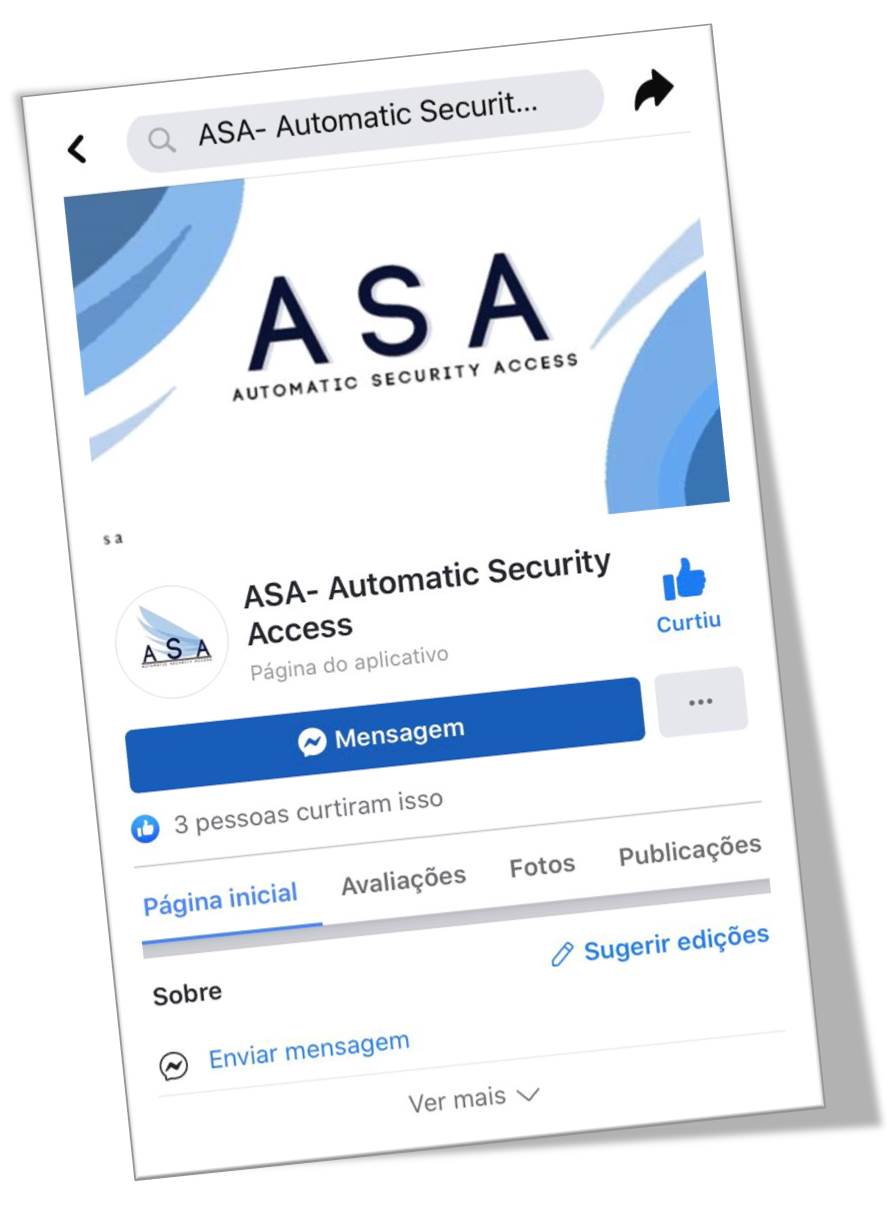 ASA- Automatic Securit...
ASA
AUTOMATIC SECURITY ACCESS
sa
ASA- Automatic Security
Access
Página do aplicativo
Curtiu
ASA
AUTOMATIC SECURITY ACCESS
Mensagem
...
3 pessoas curtiram isso
Página inicial
Avaliações
Fotos
Publicações
Sobre
Sugerir edições
Enviar mensagem
Ver mais